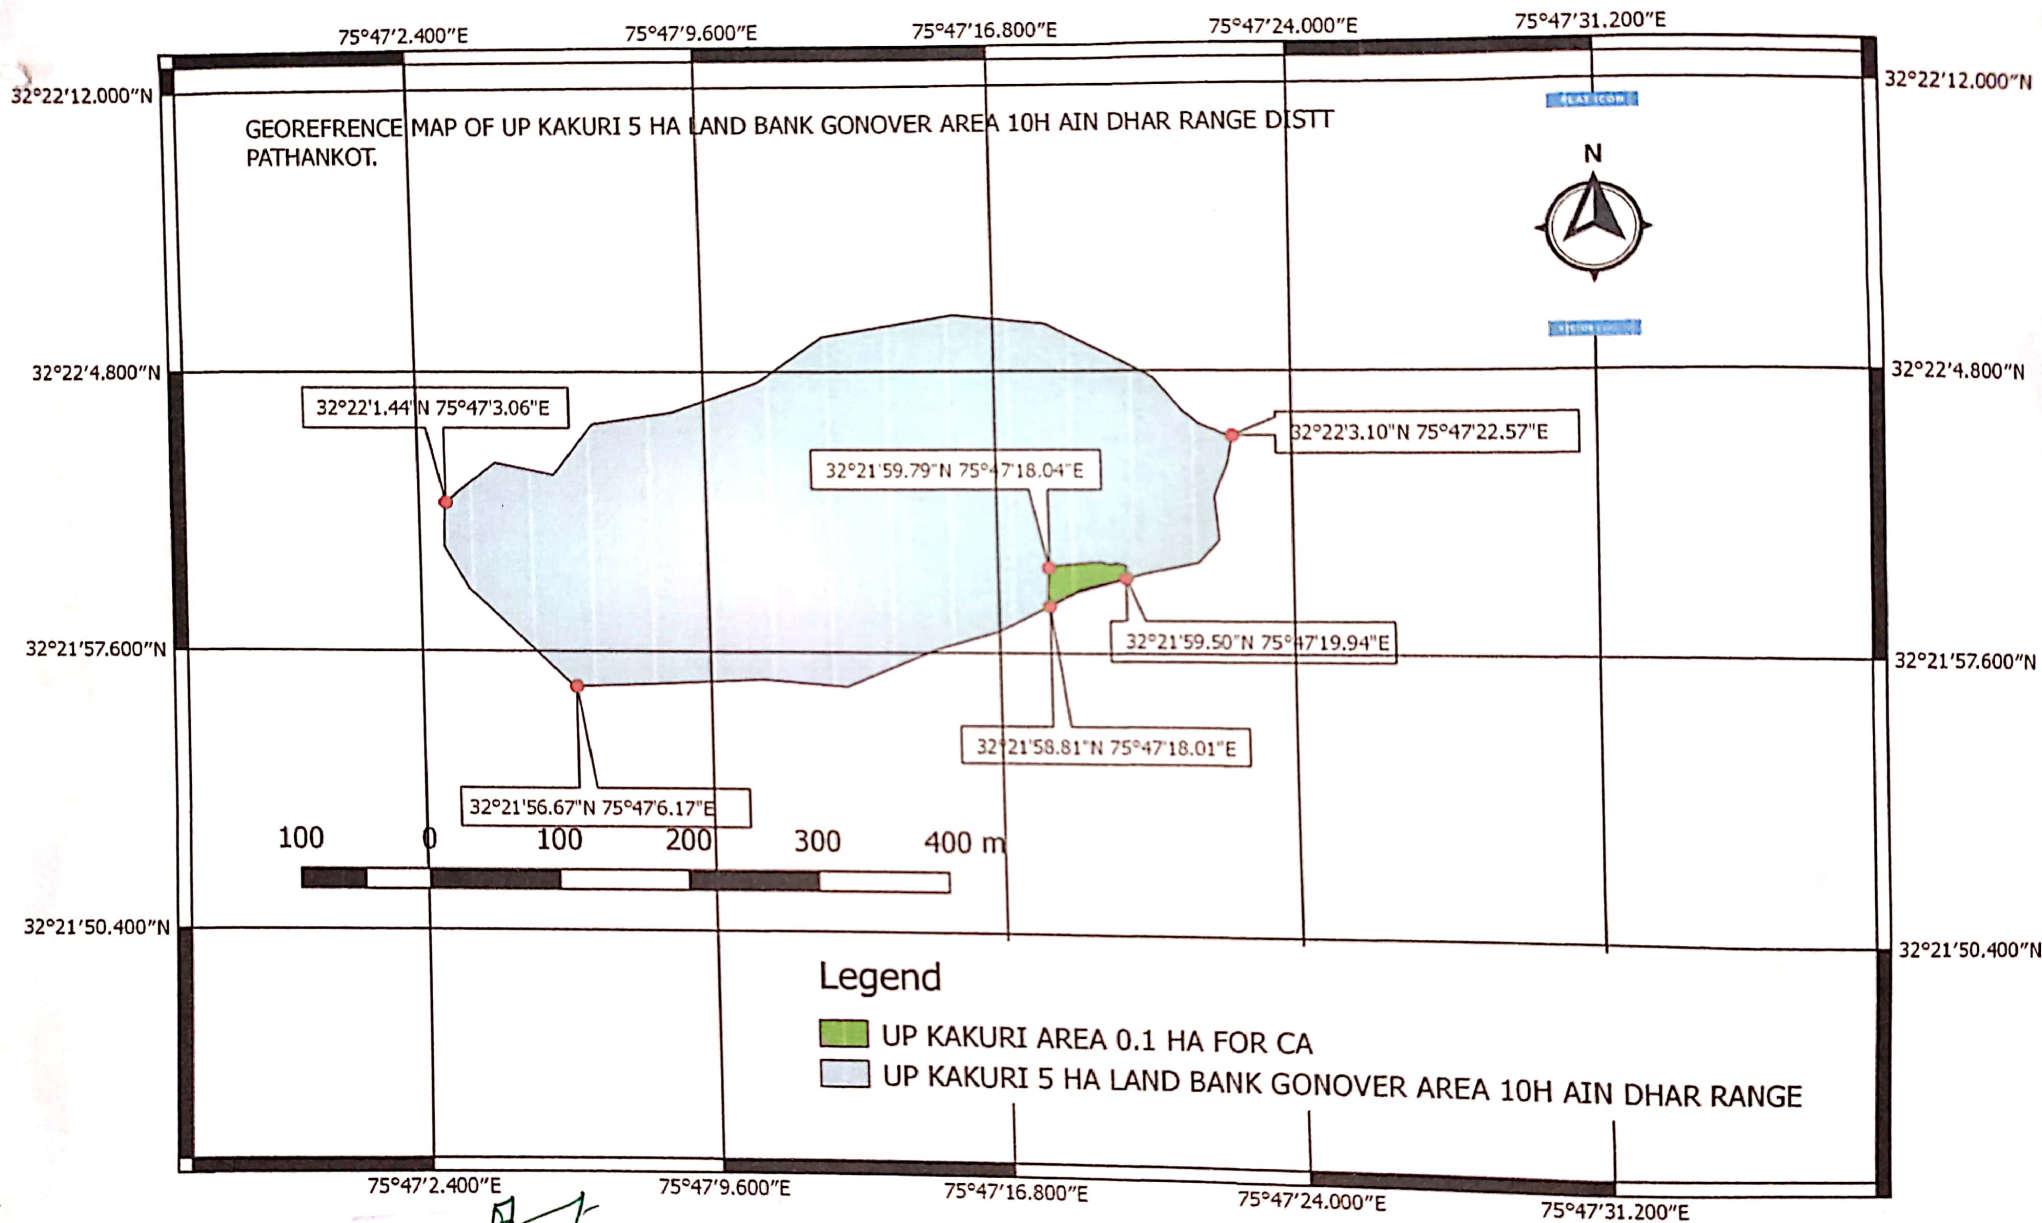 75°47'2.400"E 75°47'9.600"E 75°47'16.800"E 75°47'24.000"E 75°47'31.200"E
32°22'12.000"N 32°22'12.000"N
FLAT ICON
GEOREFRENCE MAP OF UP KAKURI 5 HA LAND BANK GONOVER AREA 10H AIN DHAR RANGE DISTT
PATHANKOT.
N
32°22'4.800"N 32°22'4.800"N
32°22'1.44"N 75°47'3.06"E
32°22'3.10"N 75°47'22.57"E
32°21'59.79"N 75°47'18.04"E
32°21'59.50"N 75°47'19.94"E
32°21'57.600"N 32°21'57.600"N
32°21'58.81"N 75°47'18.01"E
32°21'56.67"N 75°47'6.17"E
100 0 100 200 300 400 m
32°21'50.400"N 32°21'50.400"N
Legend
UP KAKURI AREA 0.1 HA FOR CA
UP KAKURI 5 HA LAND BANK GONOVER AREA 10H AIN DHAR RANGE
75°47'2.400"E 75°47'9.600"E 75°47'16.800"E 75°47'24.000"E 75°47'31.200"E